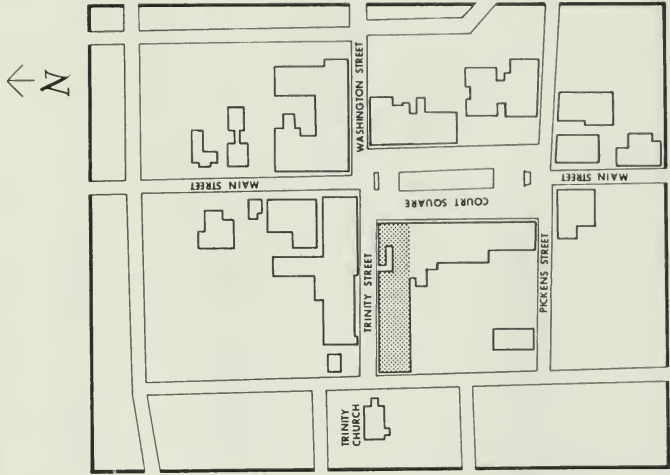 N
WASHINGTON STREET
MAIN STREET
COURT SQUARE
MAIN STREET
TRINITY STREET
PICKENS STREET
TRINITY
CHURCH